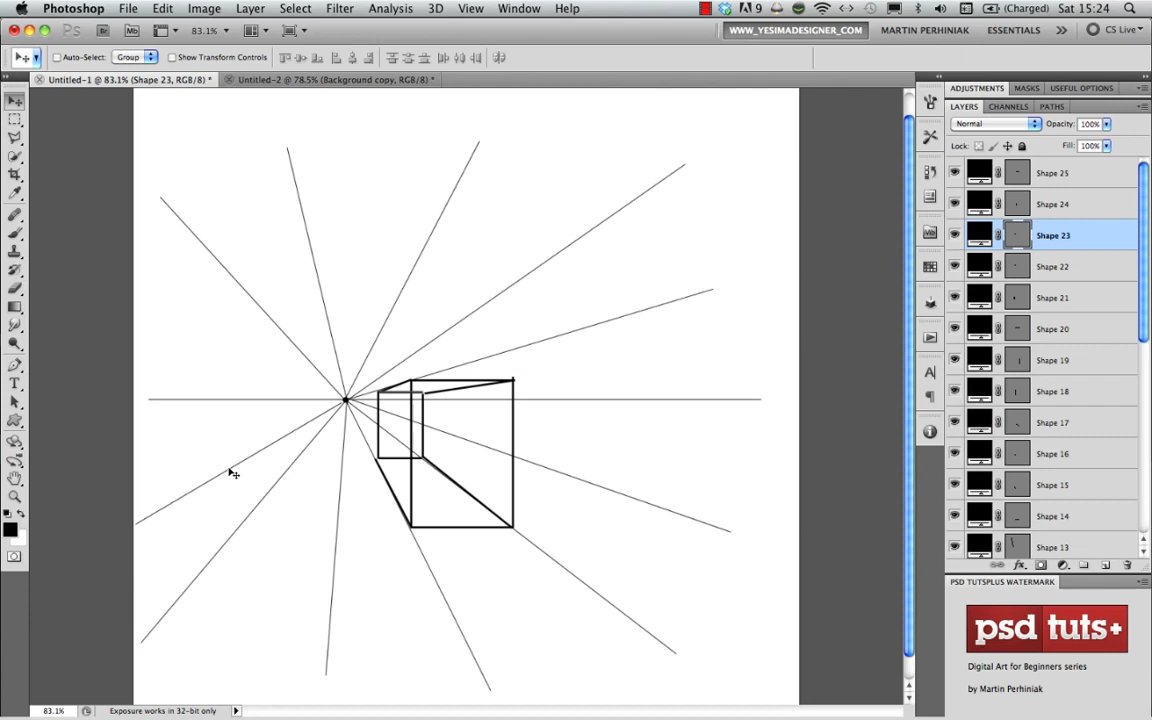 Photoshop File Edit Image Layer Select Filter Analysis 3D View Window Help 9 (Charged) Sat 15:24
Ps Br Mb 83.1% WWW_YESIMADESIGNER_COM MARTIN PERHINIAK ESSENTIALS CS Live
Auto-Select: Group Show Transform Controls
Untitled-1 @ 83.1% (Shape 23, RGB/8) * Untitled-2 @ 78.5% (Background copy, RGB/8) *
ADJUSTMENTS MASKS USEFUL OPTIONS
LAYERS CHANNELS PATHS
Normal Opacity: 100%
Lock: Fill: 100%
Shape 25
Shape 24
Shape 23
Shape 22
Shape 21
Shape 20
Shape 19
Shape 18
Shape 17
Shape 16
Shape 15
Shape 14
Shape 13
PSD TUTSPLUS WATERMARK
psd tuts+
Digital Art for Beginners series
by Martin Perhiniak
83.1% Exposure works in 32-bit only